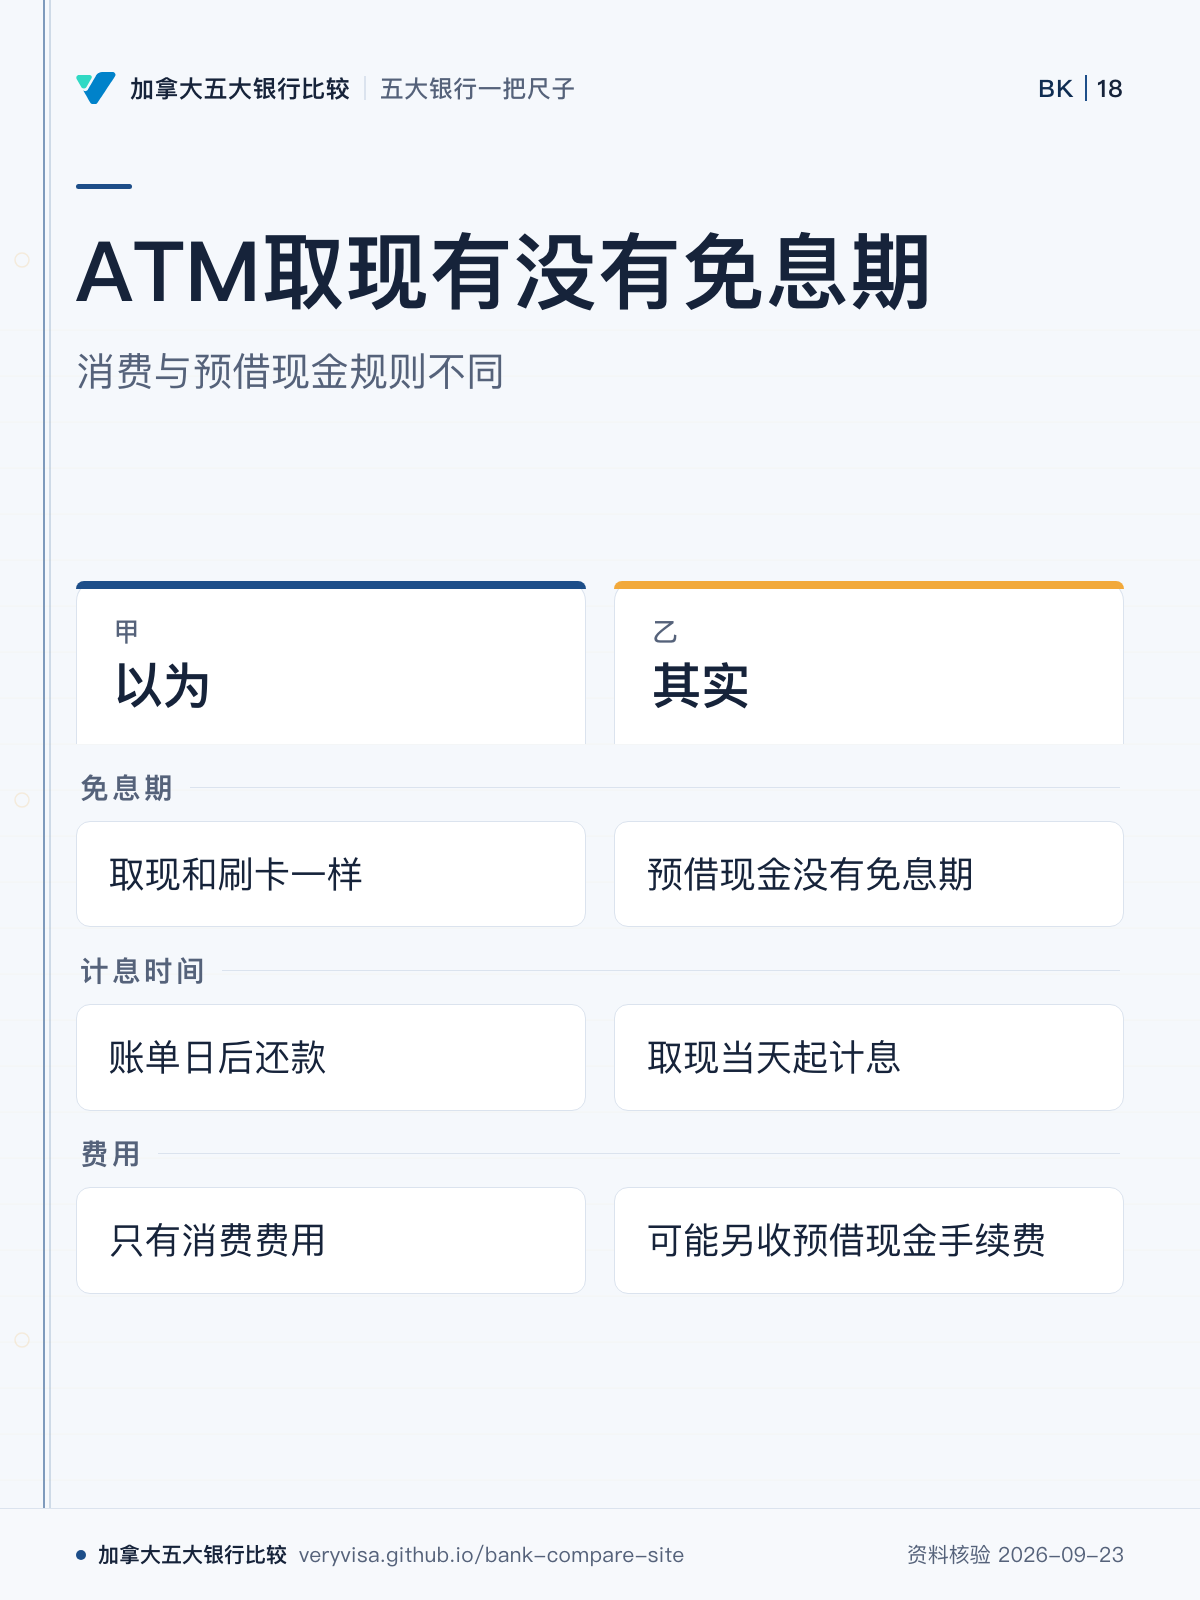 加拿大五大银行比较 五大银行一把尺子
BK 18
ATM取现有没有免息期
消费与预借现金规则不同
甲
以为
乙
其实
免息期
取现和刷卡一样
预借现金没有免息期
计息时间
账单日后还款
取现当天起计息
费用
只有消费费用
可能另收预借现金手续费
加拿大五大银行比较 veryvisa.github.io/bank-compare-site
资料核验 2026-09-23